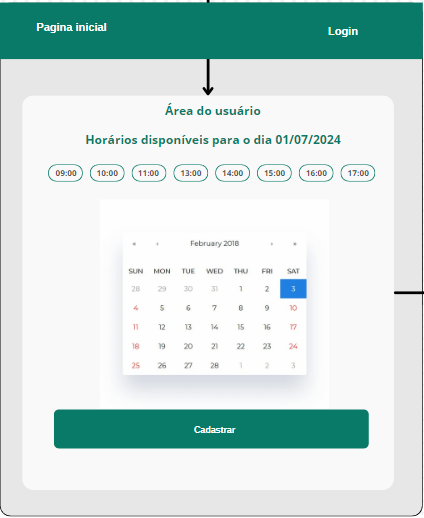 Pagina inicial
Login
Área do usuário
Horários disponíveis para o dia 01/07/2024
09:00 10:00 11:00 13:00 14:00 15:00 16:00 17:00
« ‹ February 2018 › »
SUN MON TUE WED THU FRI SAT
28 29 30 31 1 2 3
4 5 6 7 8 9 10
11 12 13 14 15 16 17
18 19 20 21 22 23 24
25 26 27 28 1 2 3
Cadastrar